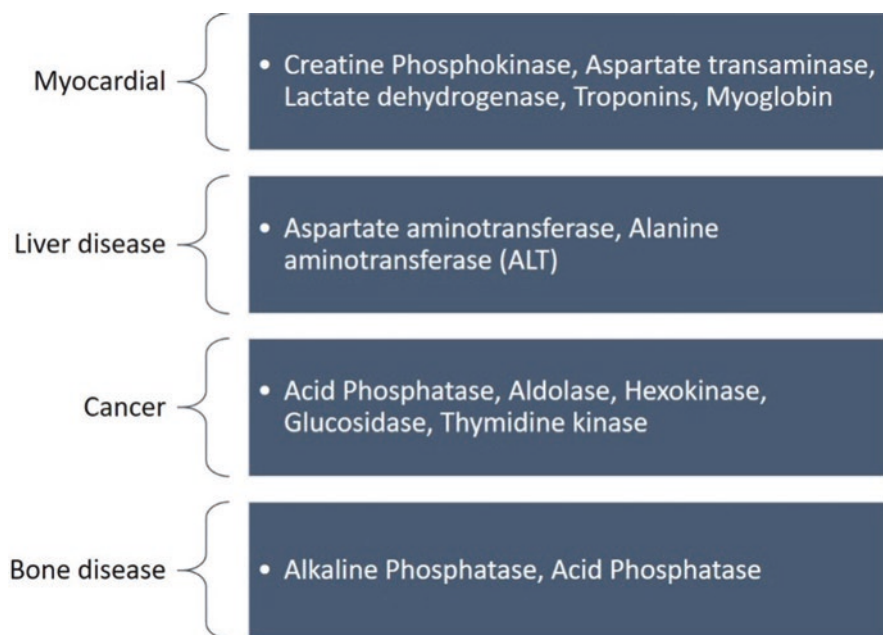 Myocardial
• Creatine Phosphokinase, Aspartate transaminase,
Lactate dehydrogenase, Troponins, Myoglobin
Liver disease
• Aspartate aminotransferase, Alanine
aminotransferase (ALT)
Cancer
• Acid Phosphatase, Aldolase, Hexokinase,
Glucosidase, Thymidine kinase
Bone disease
• Alkaline Phosphatase, Acid Phosphatase